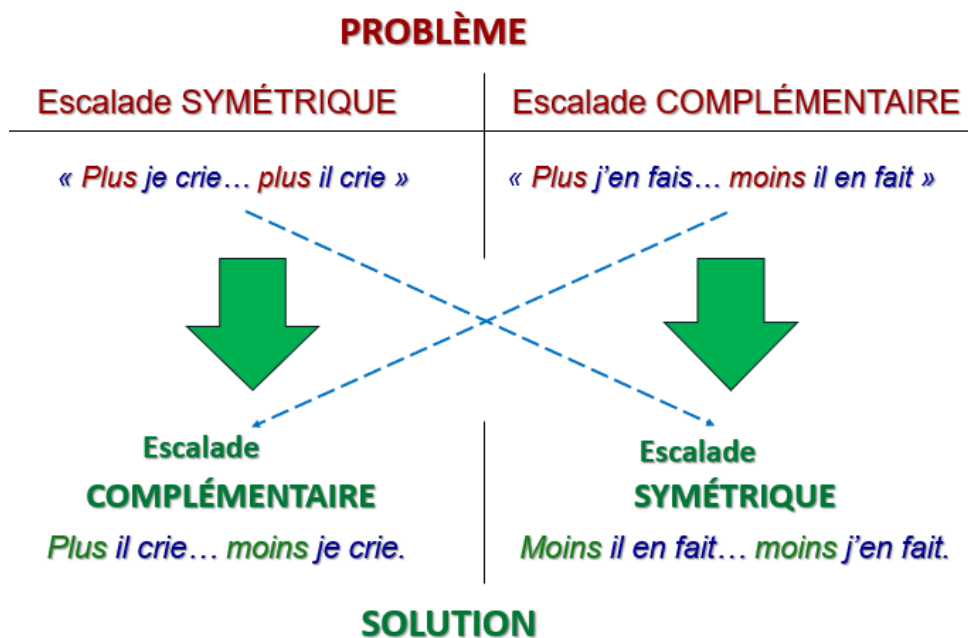 PROBLÈME
Escalade SYMÉTRIQUE
Escalade COMPLÉMENTAIRE
« Plus je crie… plus il crie »
« Plus j’en fais… moins il en fait »
Escalade
COMPLÉMENTAIRE
Plus il crie… moins je crie.
Escalade
SYMÉTRIQUE
Moins il en fait… moins j’en fait.
SOLUTION